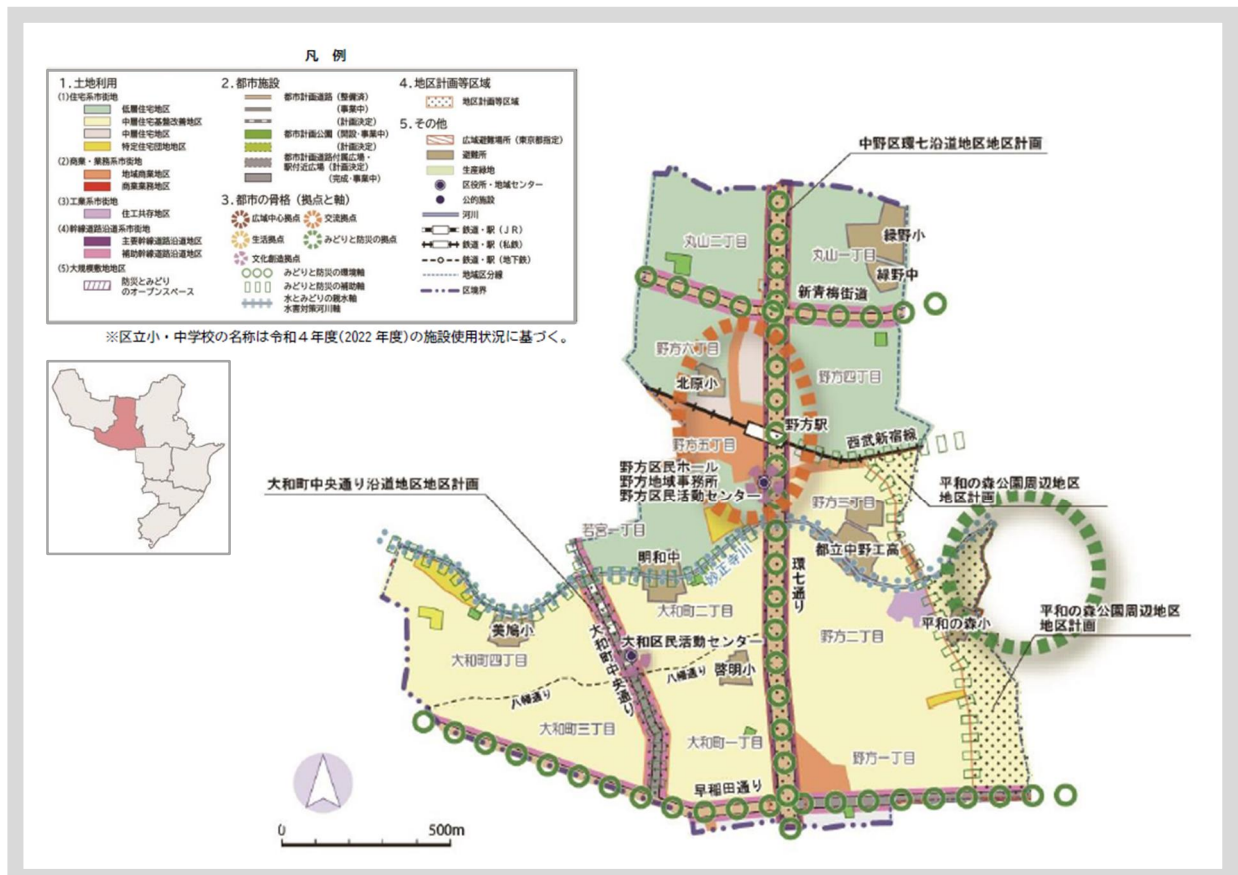 凡 例
1.土地利用
(1)住宅系市街地
低層住宅地区
中層住宅基盤改善地区
中層住宅地区
特定住宅団地地区
(2)商業・業務系市街地
地域商業地区
商業業務地区
(3)工業系市街地
住工共存地区
(4)幹線道路沿道系市街地
主要幹線道路沿道地区
補助幹線道路沿道地区
(5)大規模敷地地区
防災とみどり
のオープンスペース
2.都市施設
都市計画道路(整備済)
(事業中)
(計画決定)
都市計画公園(開設・事業中)
(計画決定)
都市計画道路付属広場・
駅付近広場(計画決定)
(完成・事業中)
3.都市の骨格(拠点と軸)
広域中心拠点
交流拠点
生活拠点
みどりと防災の拠点
文化創造拠点
みどりと防災の環境軸
みどりと防災の補助軸
水とみどりの親水軸
水害対策河川軸
4.地区計画等区域
地区計画等区域
5.その他
広域避難場所(東京都指定)
避難所
生産緑地
区役所・地域センター
公的施設
河川
鉄道・駅(JR)
鉄道・駅(私鉄)
鉄道・駅(地下鉄)
地域区分線
区境界
※区立小・中学校の名称は令和4年度(2022年度)の施設使用状況に基づく。
中野区環七沿道地区地区計画
丸山二丁目
丸山一丁目
緑野小
緑野中
新青梅街道
野方六丁目
北原小
野方四丁目
野方駅
西武新宿線
野方五丁目
野方区民ホール
野方地域事務所
野方区民活動センター
野方三丁目
平和の森公園周辺地区
地区計画
大和町中央通り沿道地区地区計画
若宮一丁目
明和中
妙正寺川
都立中野工高
環七通り
平和の森公園周辺地区
地区計画
平和の森小
大和町二丁目
野方二丁目
美鳩小
大和町四丁目
大和町中央通り
大和区民活動センター
八幡通り
八幡通り
啓明小
大和町三丁目
大和町一丁目
野方一丁目
早稲田通り
0
500m